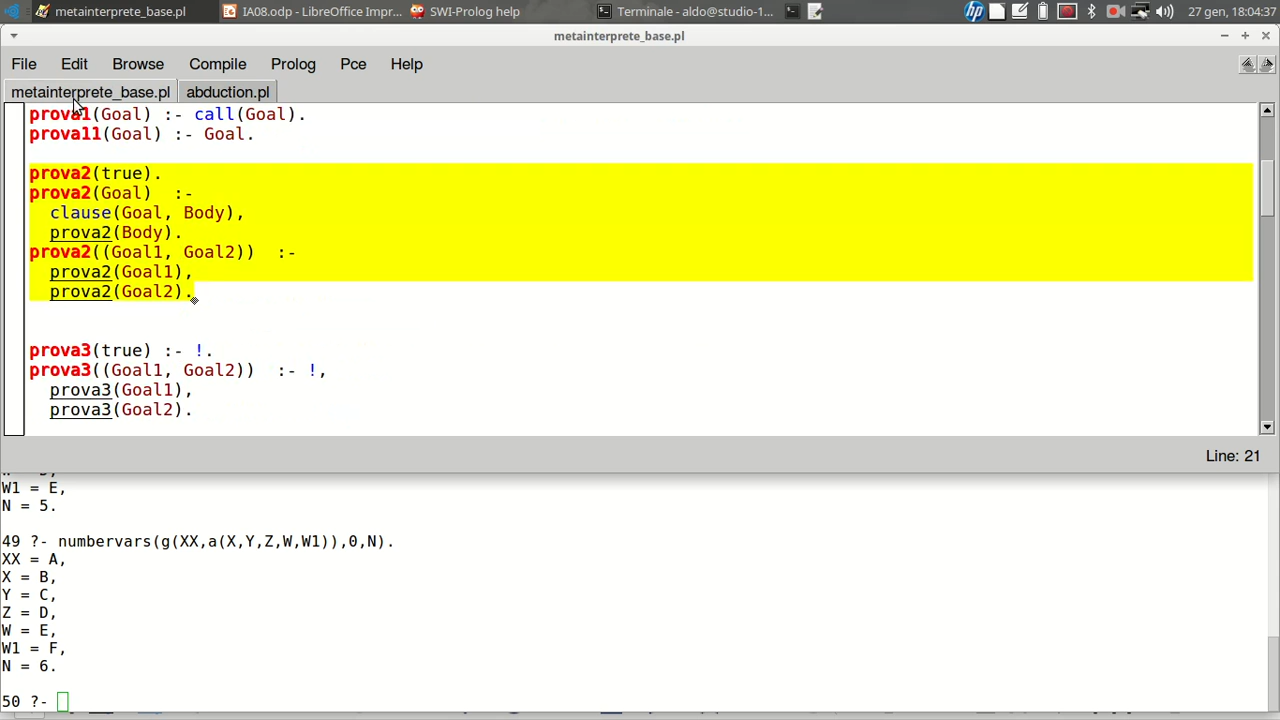 metainterprete_base.pl IA08.odp - LibreOffice Impr... SWI-Prolog help Terminale - aldo@studio-1... 27 gen, 18:04:37
metainterprete_base.pl
File Edit Browse Compile Prolog Pce Help
metainterprete_base.pl abduction.pl
prova1(Goal) :- call(Goal).
prova11(Goal) :- Goal.
prova2(true).
prova2(Goal) :-
clause(Goal, Body),
prova2(Body).
prova2((Goal1, Goal2)) :-
prova2(Goal1),
prova2(Goal2).
prova3(true) :- !.
prova3((Goal1, Goal2)) :- !,
prova3(Goal1),
prova3(Goal2).
Line: 21
W1 = E,
N = 5.
49 ?- numbervars(g(XX,a(X,Y,Z,W,W1)),0,N).
XX = A,
X = B,
Y = C,
Z = D,
W = E,
W1 = F,
N = 6.
50 ?-